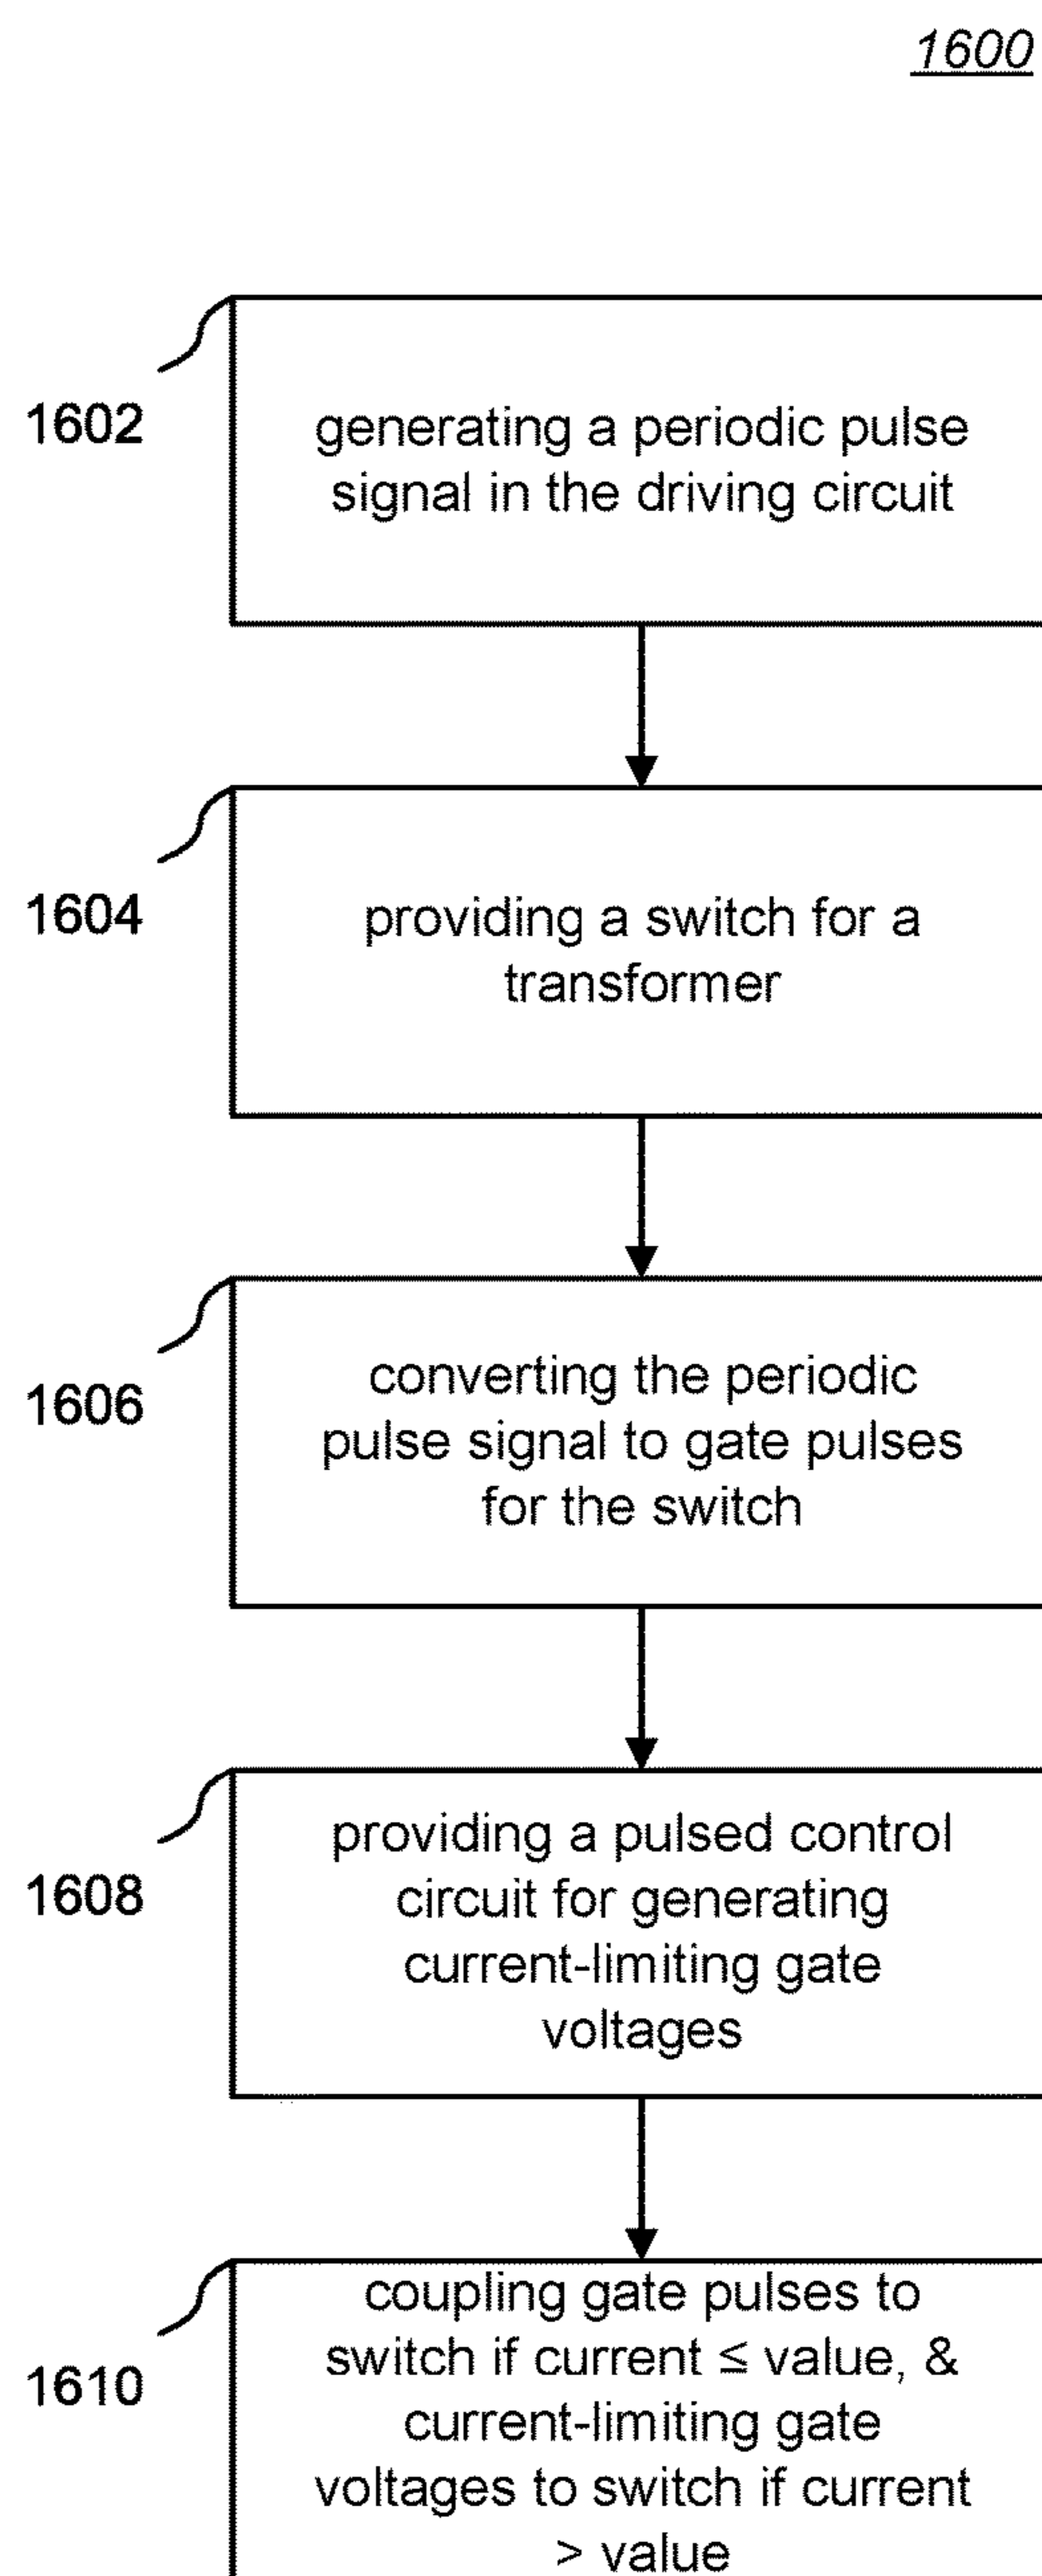 1600
1602
generating a periodic pulse
signal in the driving circuit
1604
providing a switch for a
transformer
1606
converting the periodic
pulse signal to gate pulses
for the switch
1608
providing a pulsed control
circuit for generating
current-limiting gate
voltages
1610
coupling gate pulses to
switch if current ≤ value, &
current-limiting gate
voltages to switch if current
> value